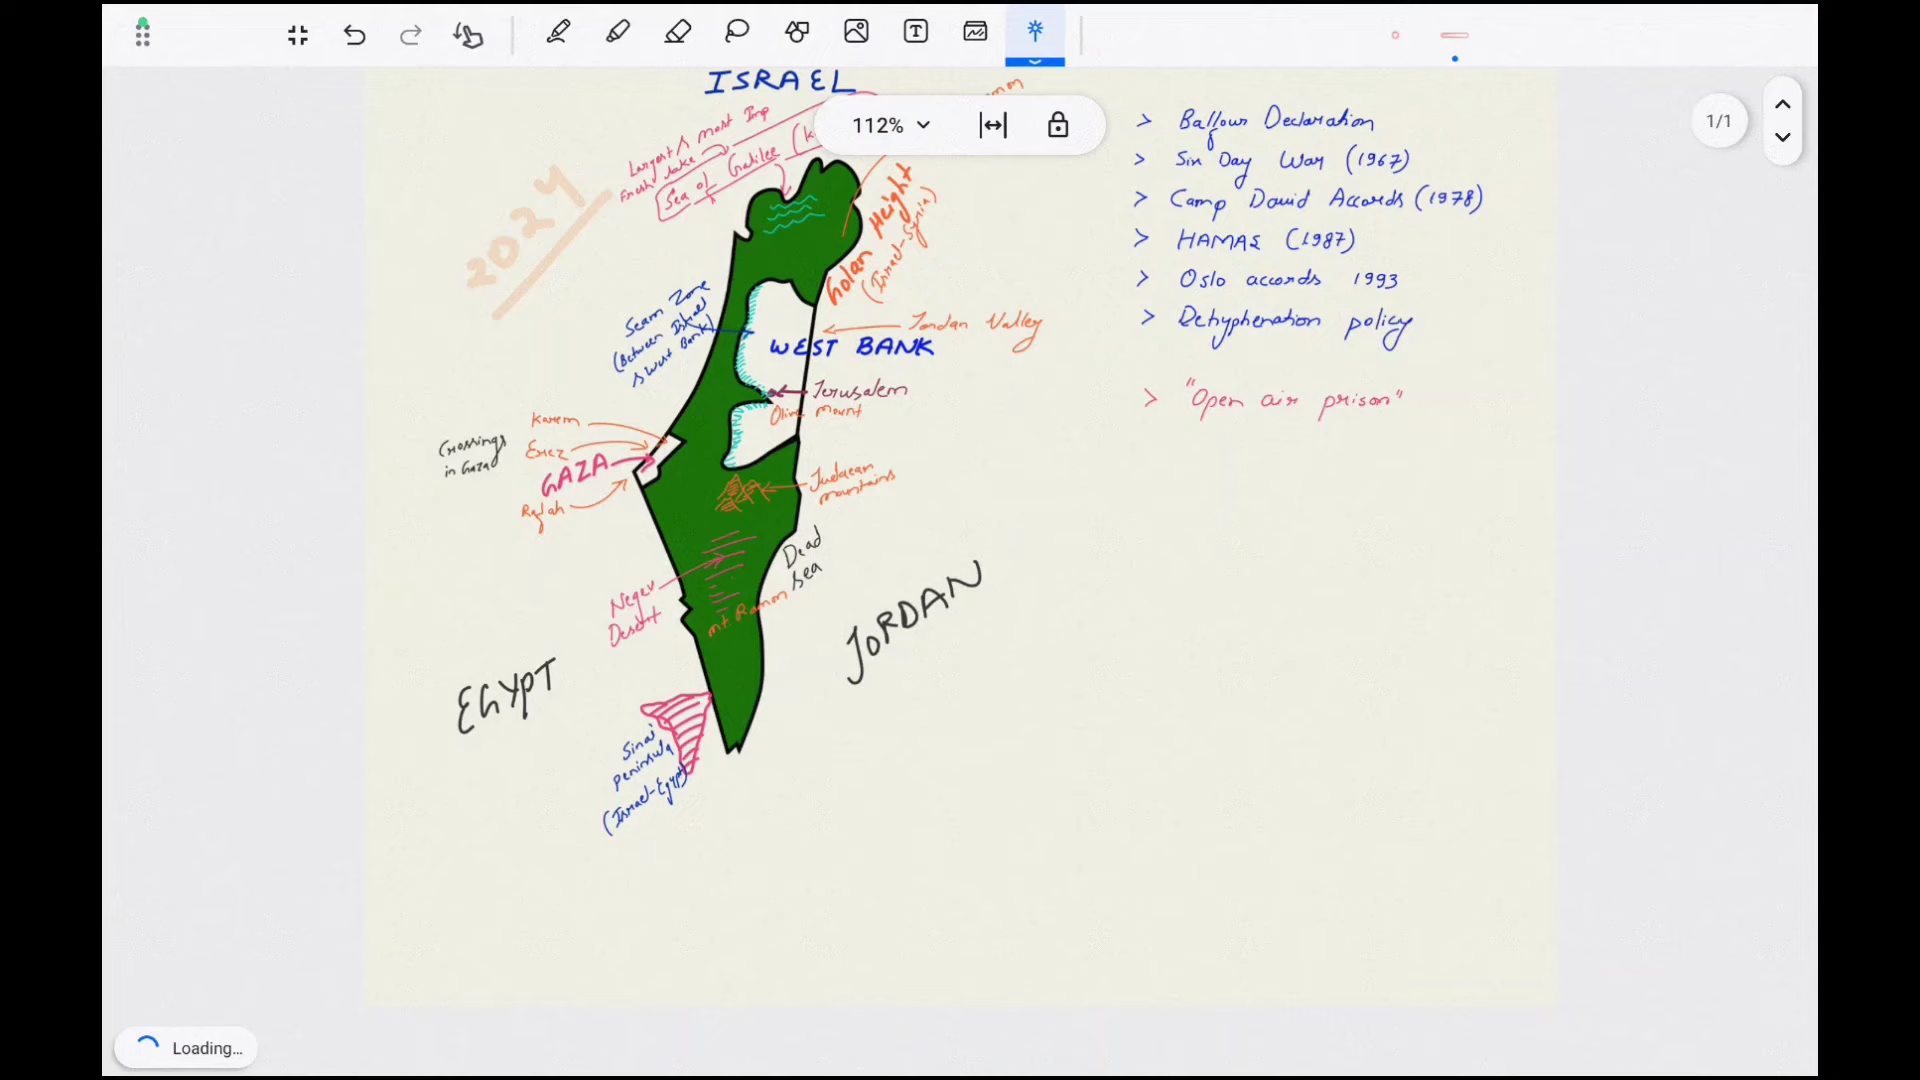 ISRAEL
112%
1/1
Largest & most Imp
Fresh lake
Sea of Galilee (K
2024
Golan Height
(Israel-Syria)
Seam Zone
(Between Israel
& West Bank)
Jordan Valley
WEST BANK
Jerusalem
Olive mount
Crossings
in Gaza
Karem
Erez
GAZA
Rafah
Judaean
mountains
Dead
Sea
Negev
Desert
mt. Ramon
JORDAN
EGYPT
Sinai
peninsula
(Israel-Egypt)
> Balfour Declaration
> Six Day War (1967)
> Camp David Accords (1978)
> HAMAS (1987)
> Oslo accords 1993
> Dehyphenation policy
> "Open air prison"
Loading...